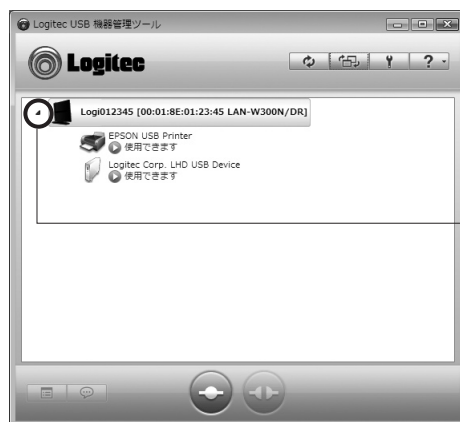 Logitec USB 機器管理ツール
Logitec
?
Logi012345 [00:01:8E:01:23:45 LAN-W300N/DR]
EPSON USB Printer
使用できます
Logitec Corp. LHD USB Device
使用できます